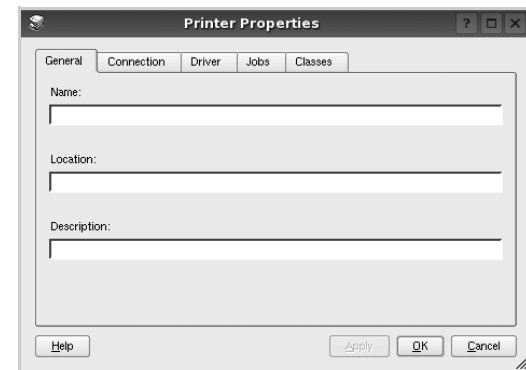 Printer Properties
?
General Connection Driver Jobs Classes
Name:
Location:
Description:
Help Apply OK Cancel